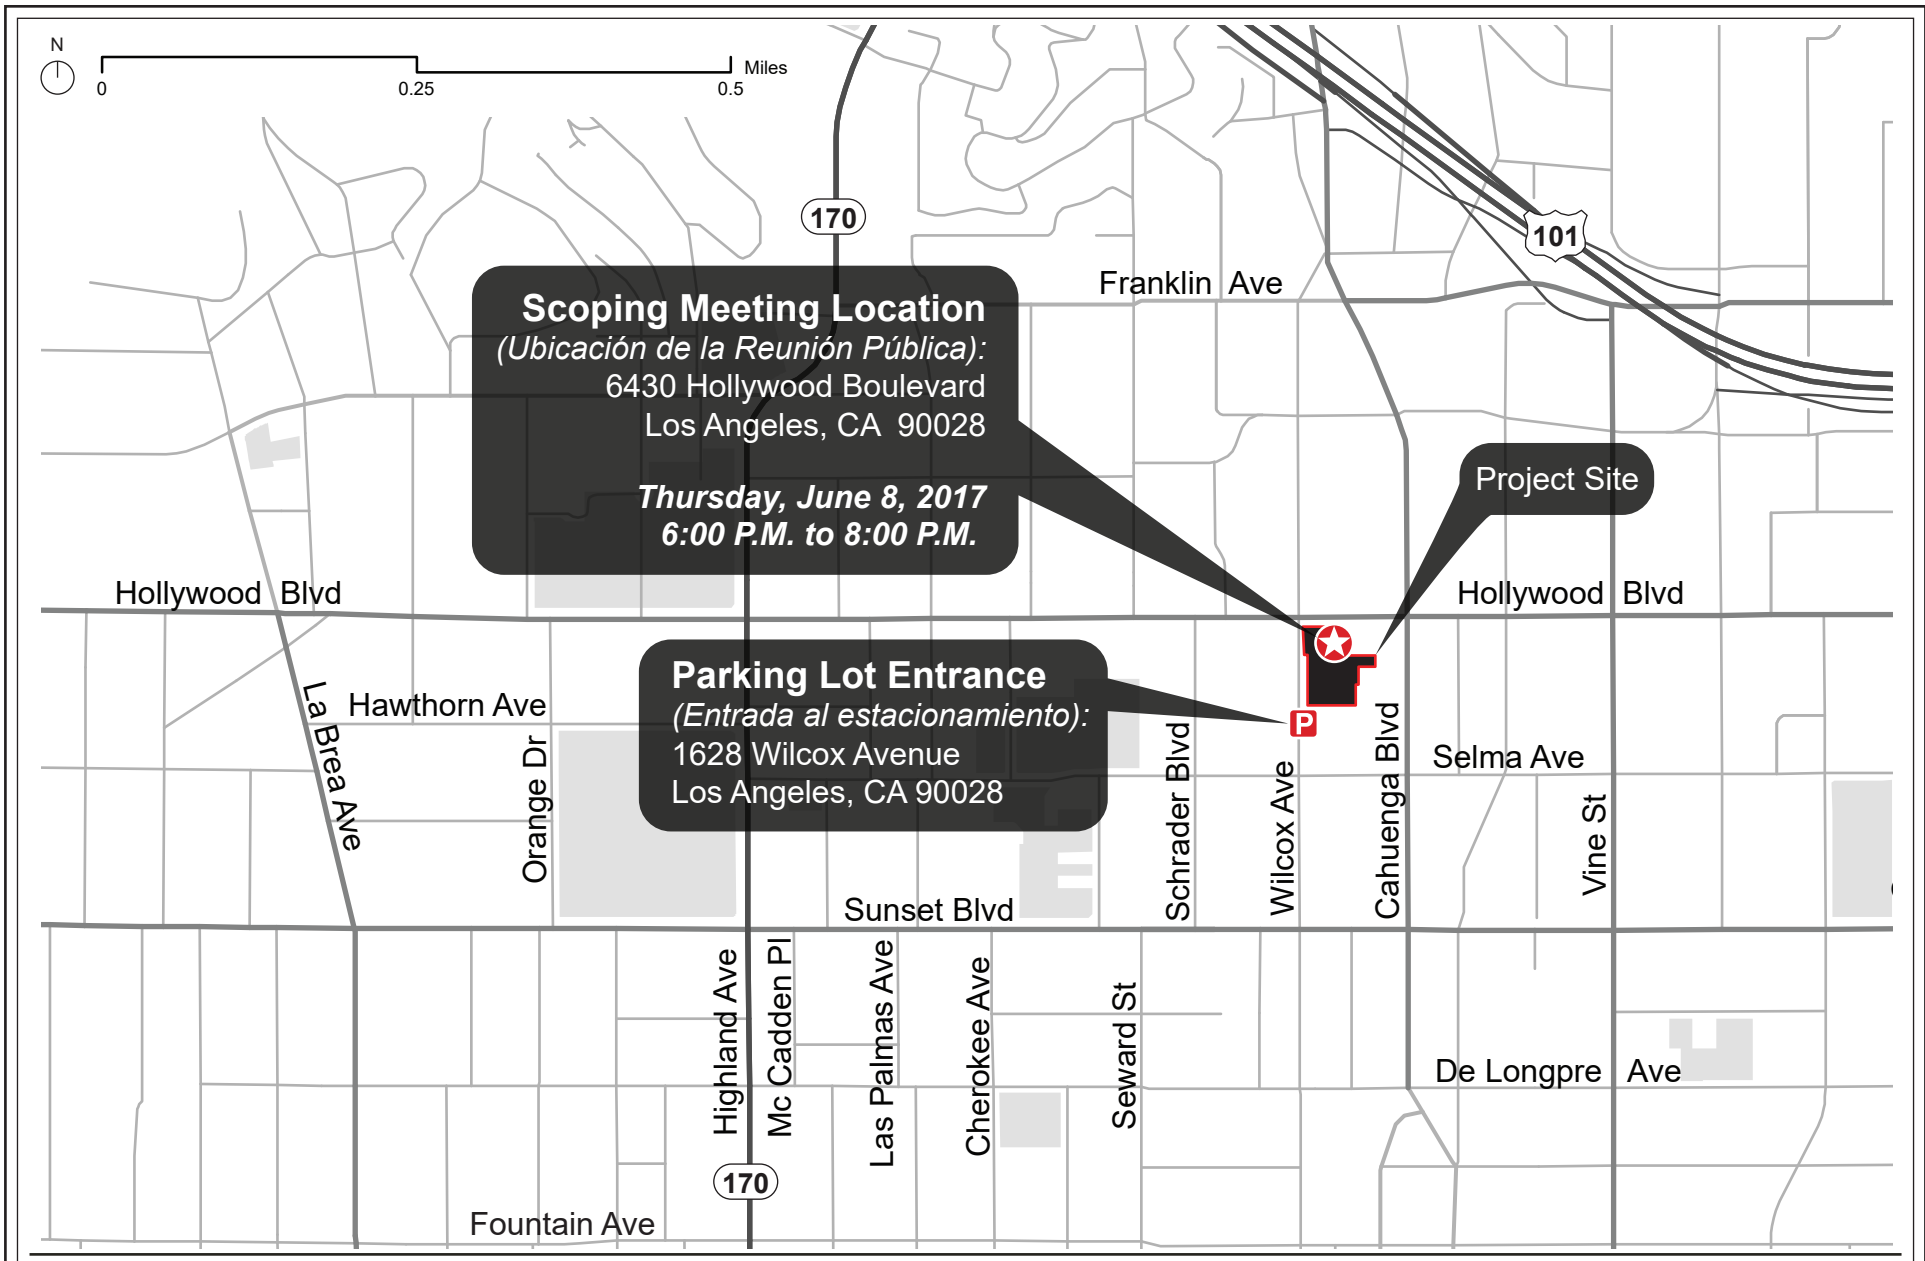 N
0
0.25
0.5
Miles
170
101
Franklin Ave
Scoping Meeting Location
(Ubicación de la Reunión Pública):
6430 Hollywood Boulevard
Los Angeles, CA 90028
Thursday, June 8, 2017
6:00 P.M. to 8:00 P.M.
Project Site
Hollywood Blvd
Hollywood Blvd
Parking Lot Entrance
(Entrada al estacionamiento):
1628 Wilcox Avenue
Los Angeles, CA 90028
P
La Brea Ave
Hawthorn Ave
Orange Dr
Schrader Blvd
Wilcox Ave
Cahuenga Blvd
Selma Ave
Vine St
Sunset Blvd
Highland Ave
Mc Cadden Pl
Las Palmas Ave
Cherokee Ave
Seward St
De Longpre Ave
170
Fountain Ave